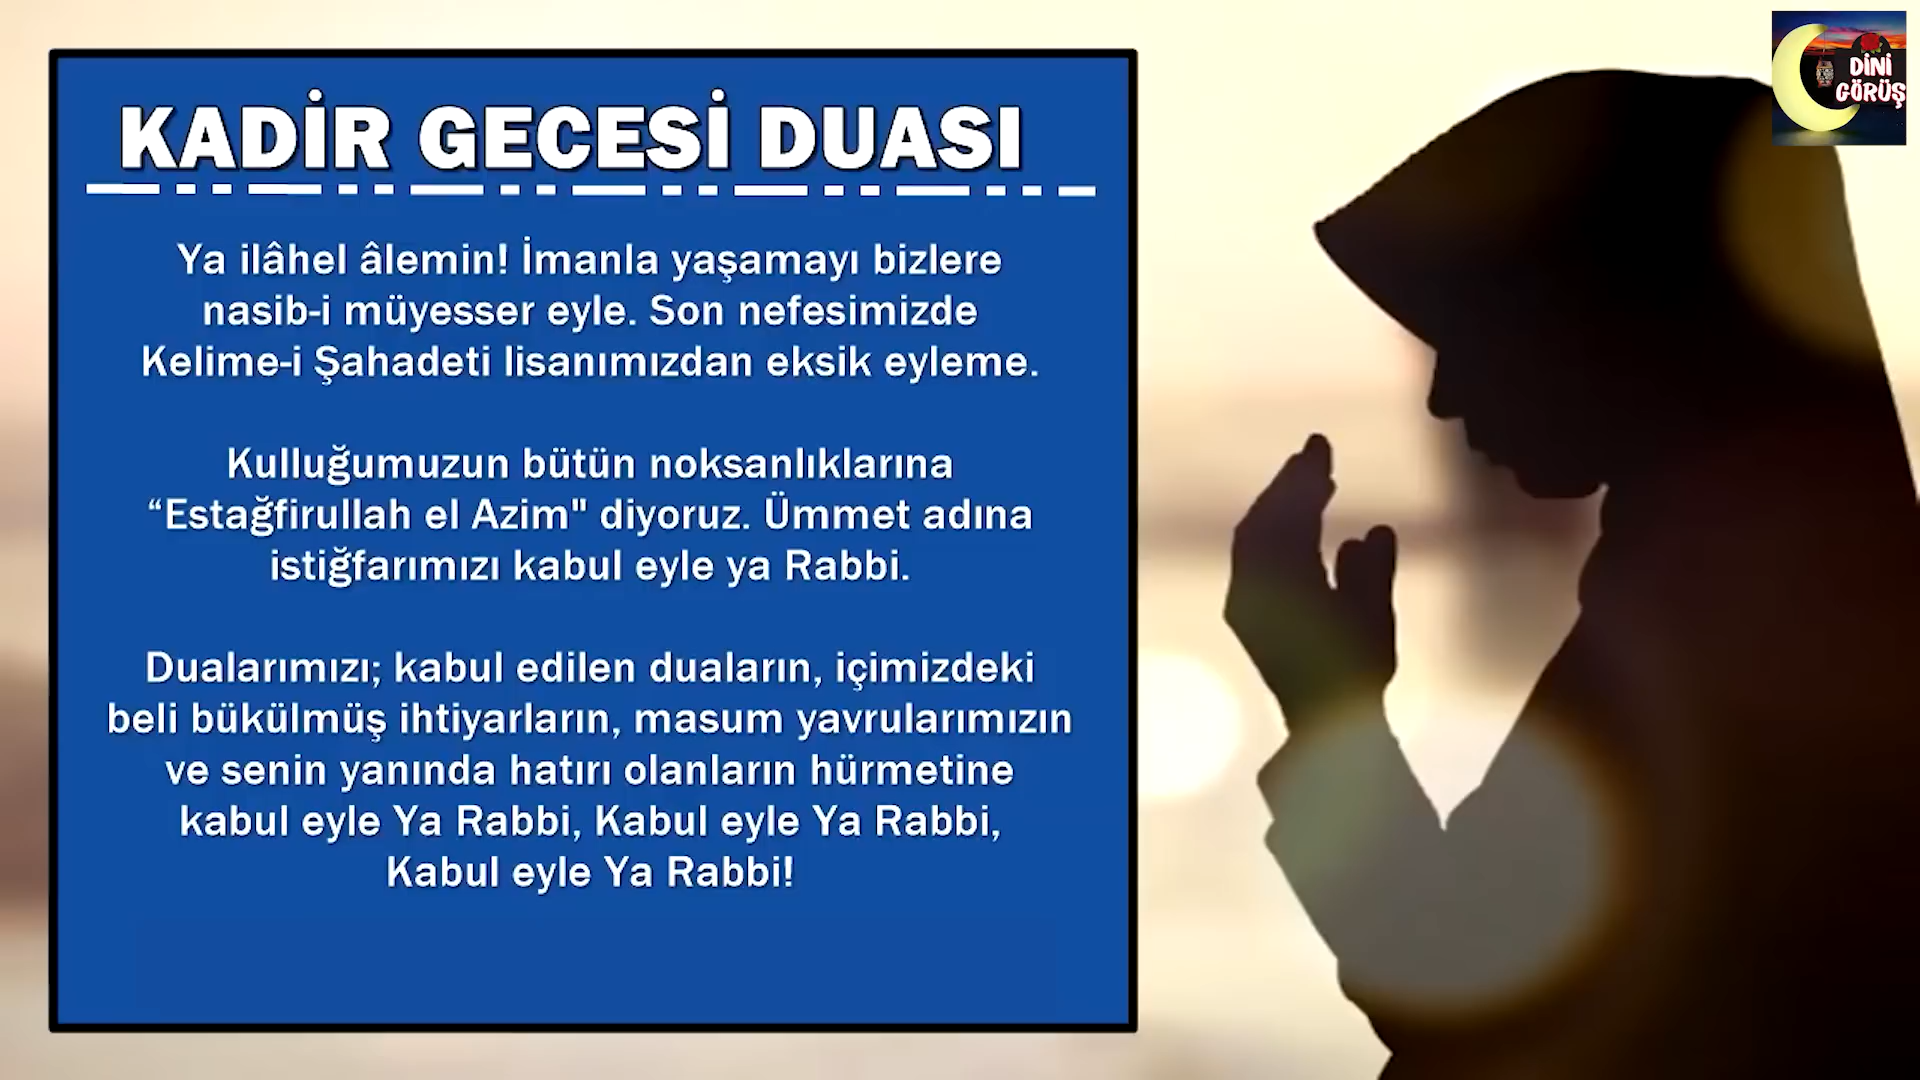 KADİR GECESİ DUASI
Ya ilâhel âlemin! İmanla yaşamayı bizlere
nasib-i müyesser eyle. Son nefesimizde
Kelime-i Şahadeti lisanımızdan eksik eyleme.
Kulluğumuzun bütün noksanlıklarına
“Estağfirullah el Azim" diyoruz. Ümmet adına
istiğfarımızı kabul eyle ya Rabbi.
Dualarımızı; kabul edilen duaların, içimizdeki
beli bükülmüş ihtiyarların, masum yavrularımızın
ve senin yanında hatırı olanların hürmetine
kabul eyle Ya Rabbi, Kabul eyle Ya Rabbi,
Kabul eyle Ya Rabbi!
DİNİ
GÖRÜŞ